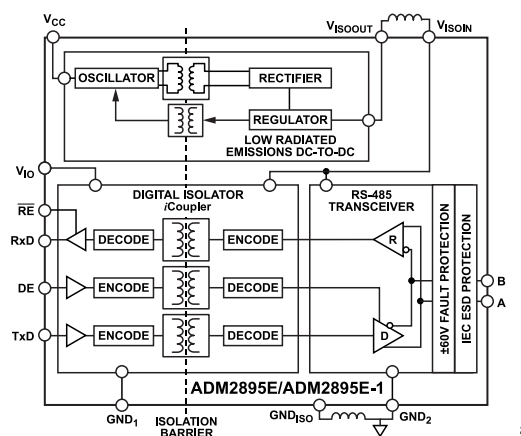 VCC
VISOOUT
VISOIN
OSCILLATOR
RECTIFIER
REGULATOR
LOW RADIATED
EMISSIONS DC-TO-DC
VIO
DIGITAL ISOLATOR
iCoupler
RS-485
TRANSCEIVER
RE
RxD
DECODE
ENCODE
R
DE
ENCODE
DECODE
TxD
ENCODE
DECODE
D
±60V FAULT PROTECTION
IEC ESD PROTECTION
B
A
ADM2895E/ADM2895E-1
GND1
ISOLATION
BARRIER
GNDISO
GND2